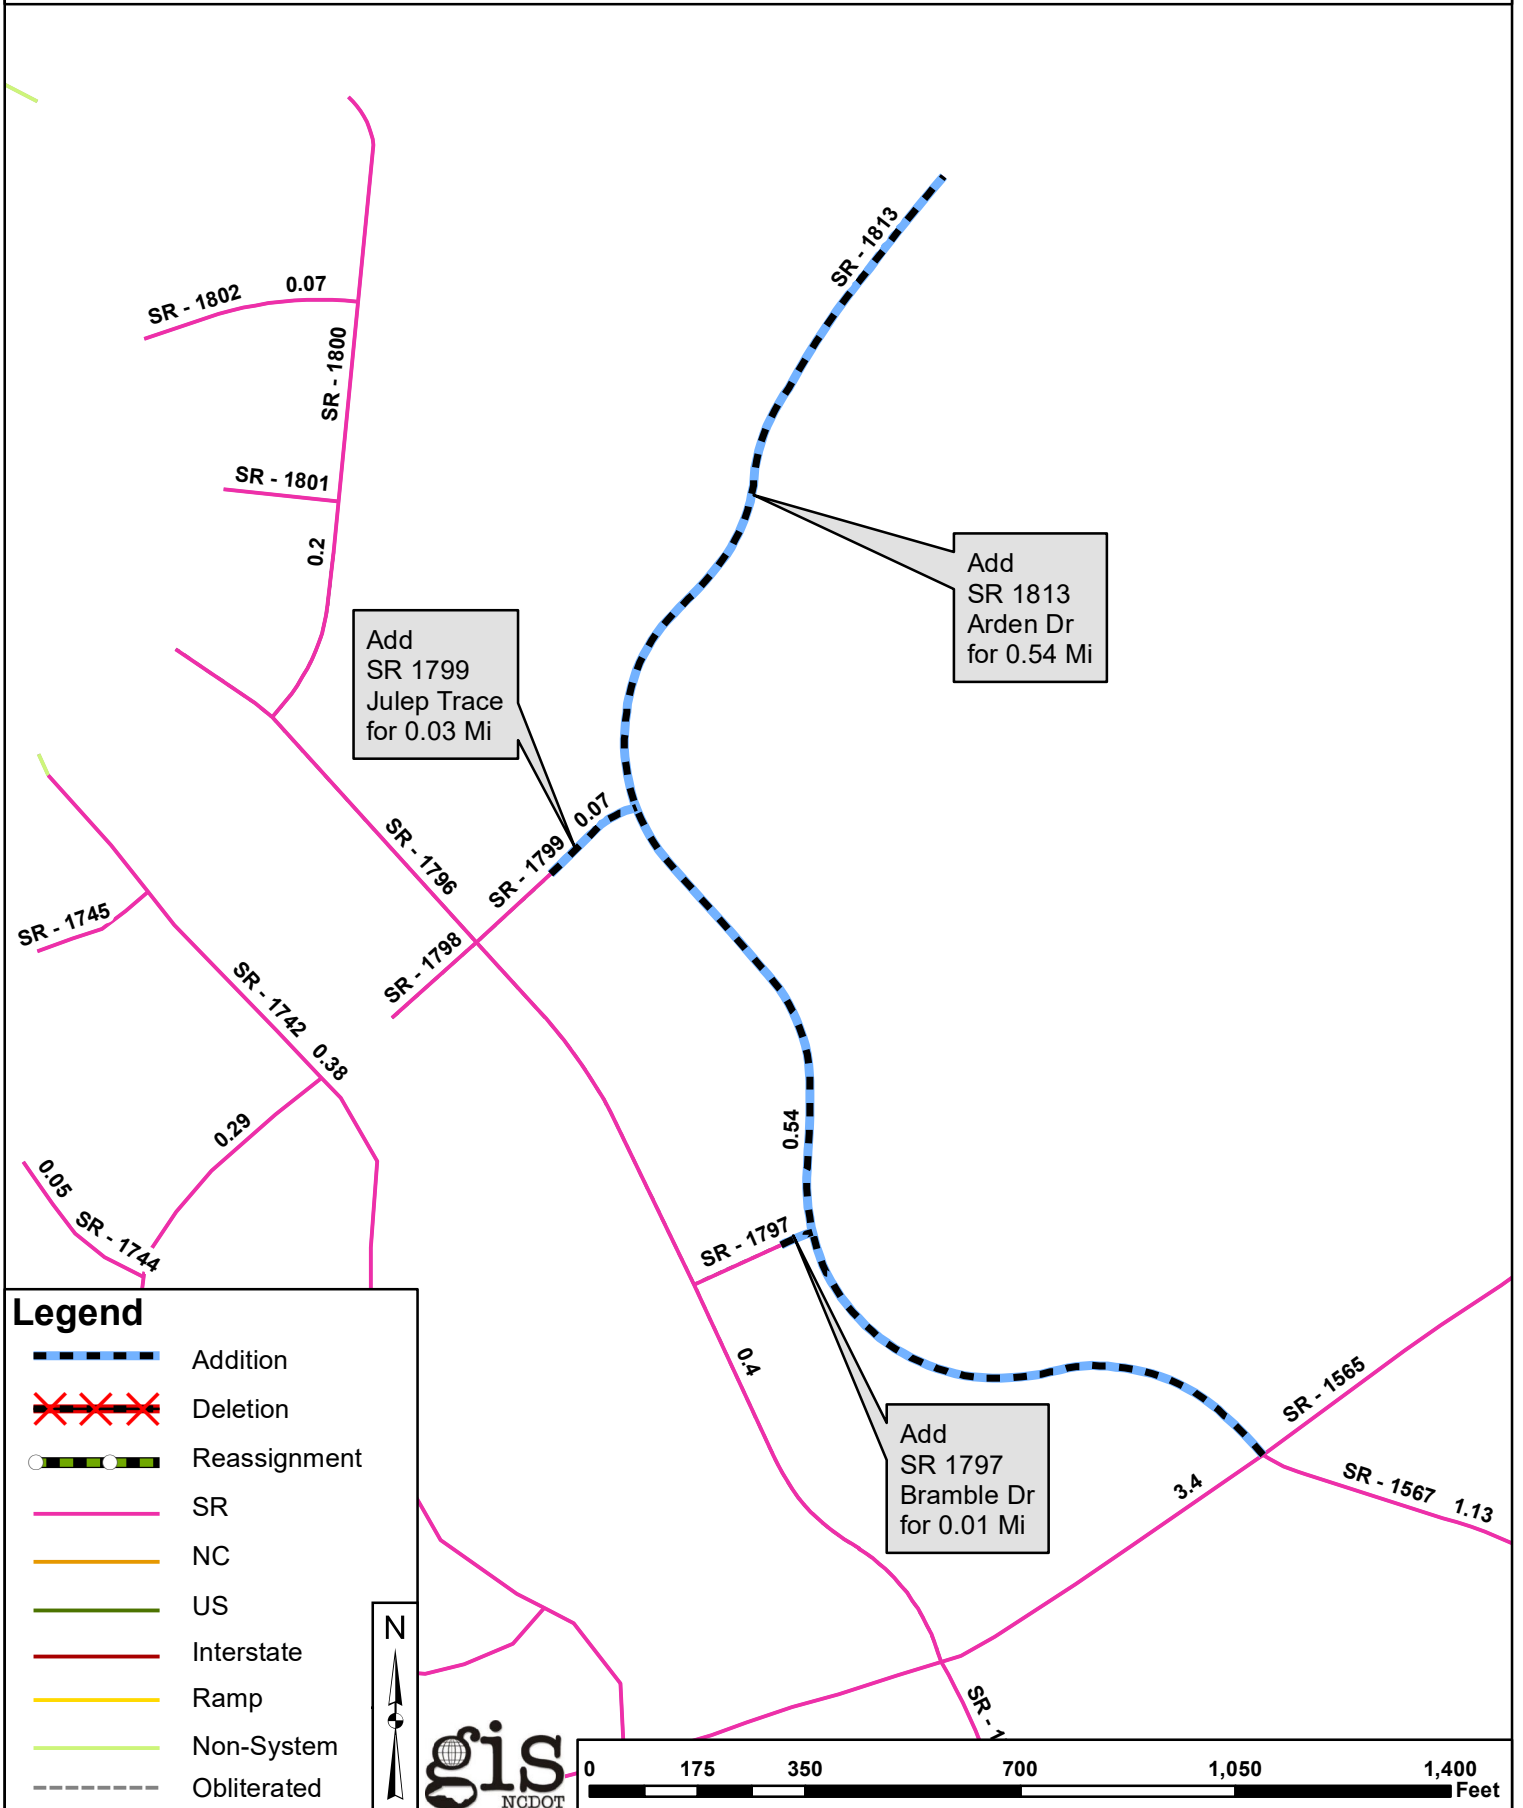 SR - 1813
SR - 1802
0.07
SR - 1800
SR - 1801
0.2
Add
SR 1813
Arden Dr
for 0.54 Mi
Add
SR 1799
Julep Trace
for 0.03 Mi
0.07
SR - 1799
SR - 1796
SR - 1798
SR - 1745
SR - 1742
0.38
0.29
0.05
SR - 1744
0.54
SR - 1797
0.4
Add
SR 1797
Bramble Dr
for 0.01 Mi
SR - 1565
3.4
SR - 1567
1.13
SR - 1
Legend
Addition
Deletion
Reassignment
SR
NC
US
Interstate
Ramp
Non-System
Obliterated
N
gis
NCDOT
0 175 350 700 1,050 1,400
Feet